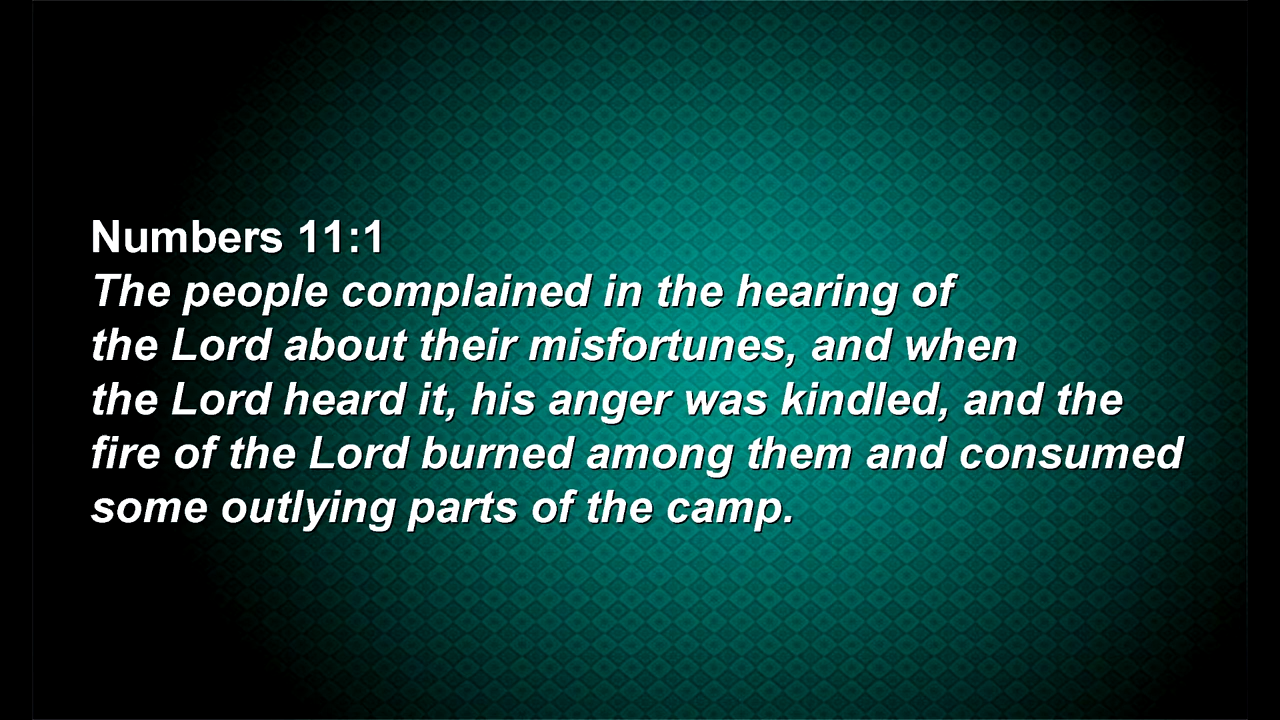 Numbers 11:1
The people complained in the hearing of
the Lord about their misfortunes, and when
the Lord heard it, his anger was kindled, and the
fire of the Lord burned among them and consumed
some outlying parts of the camp.